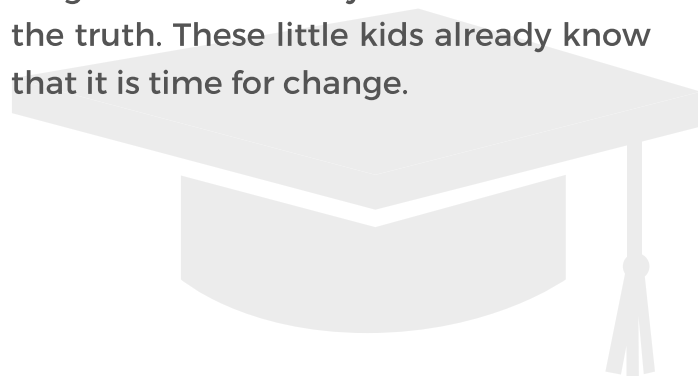 the truth. These little kids already know
that it is time for change.